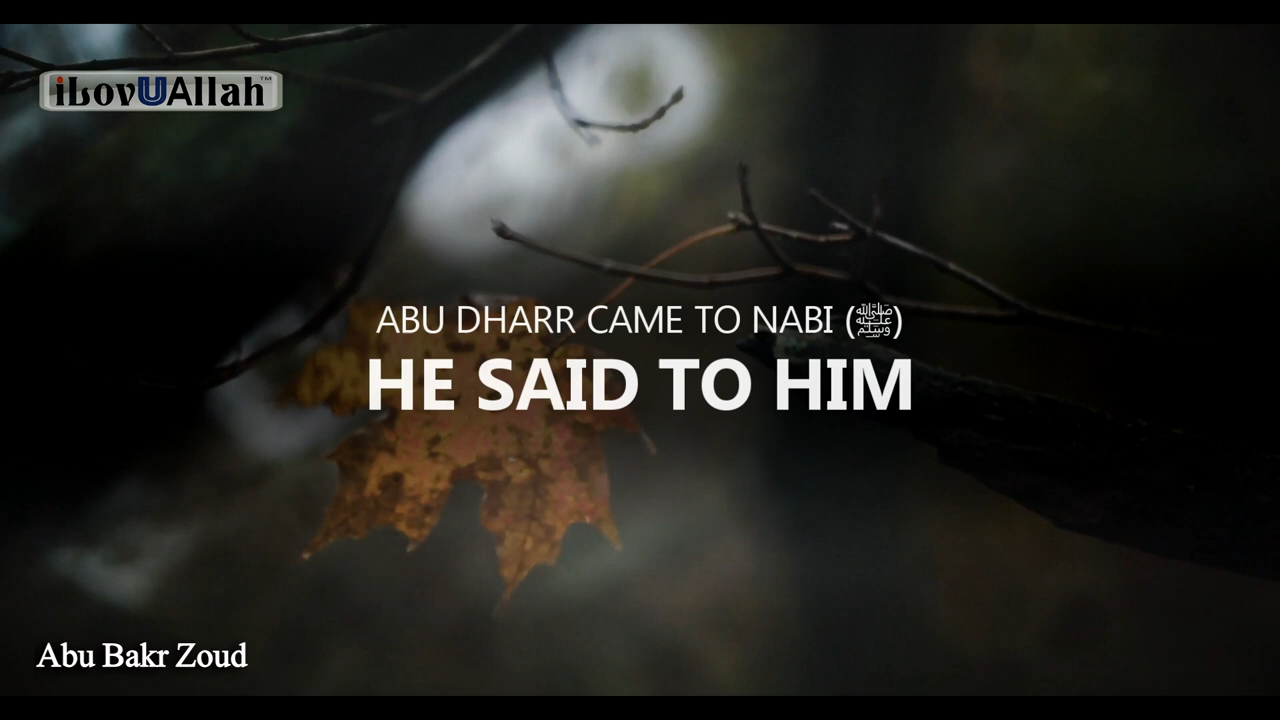 iLovUAllah™
ABU DHARR CAME TO NABI (ﷺ)
HE SAID TO HIM
Abu Bakr Zoud